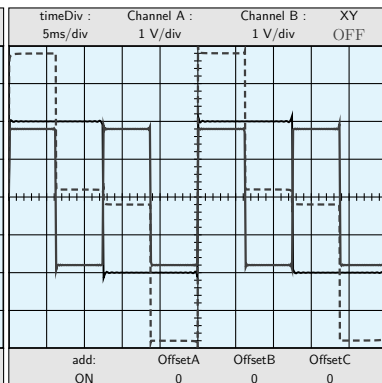 timeDiv : Channel A : Channel B : XY
5ms/div 1 V/div 1 V/div OFF
add: OffsetA OffsetB OffsetC
ON 0 0 0